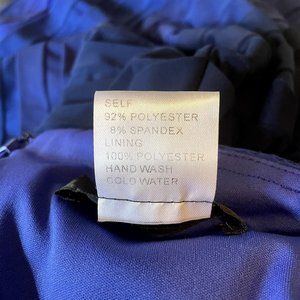 SELF
92% POLYESTER
8% SPANDEX
LINING
100% POLYESTER
HAND WASH
COLD WATER